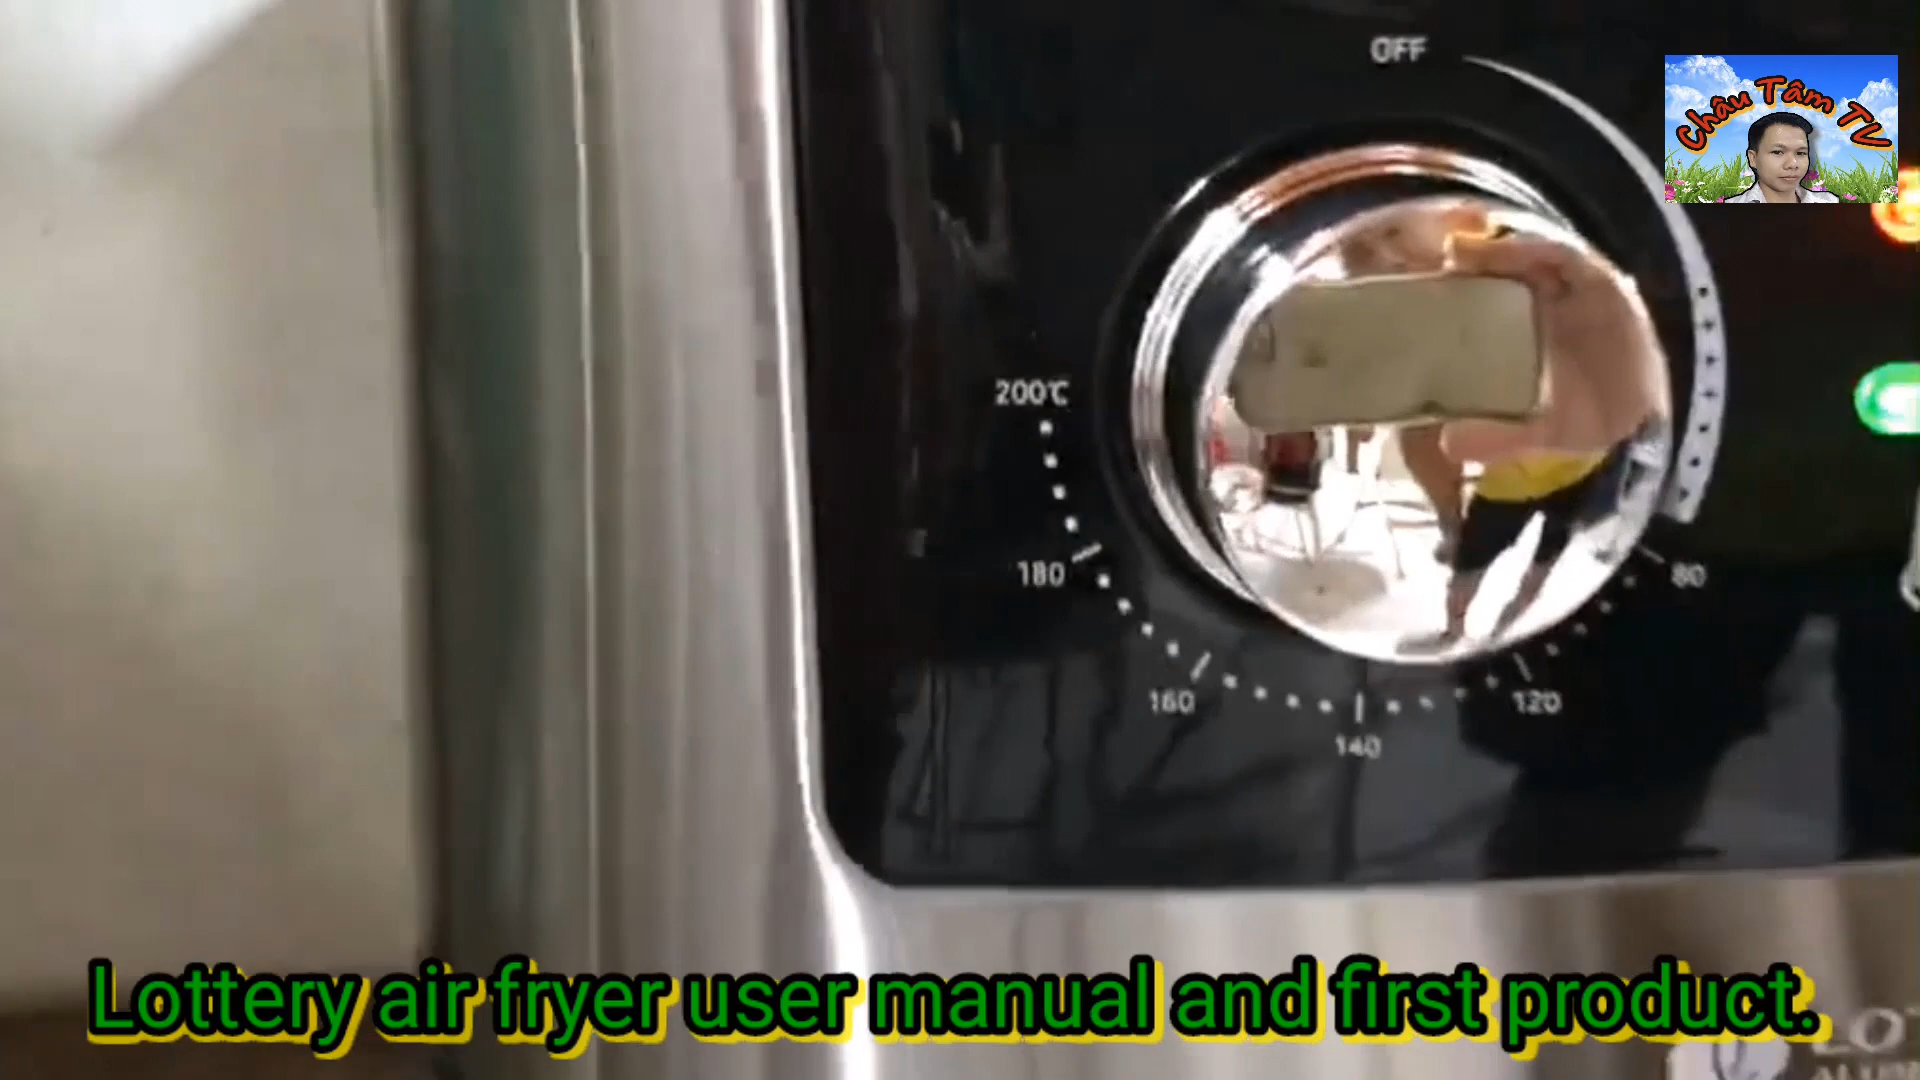 OFF
Châu Tâm TV
200℃
180
80
160
120
140
Lottery air fryer user manual and first product.